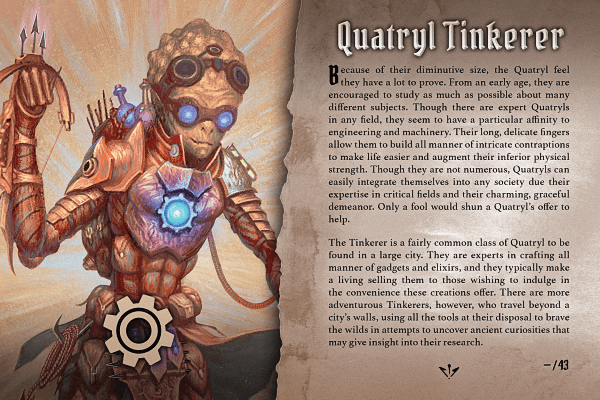 Quatryl Tinkerer
Because of their diminutive size, the Quatryl feel
they have a lot to prove. From an early age, they are
encouraged to study as much as possible about many
different subjects. Though there are expert Quatryls
in any field, they seem to have a particular affinity to
engineering and machinery. Their long, delicate fingers
allow them to build all manner of intricate contraptions
to make life easier and augment their inferior physical
strength. Though they are not numerous, Quatryls can
easily integrate themselves into any society due their
expertise in critical fields and their charming, graceful
demeanor. Only a fool would shun a Quatryl's offer to
help.
The Tinkerer is a fairly common class of Quatryl to be
found in a large city. They are experts in crafting all
manner of gadgets and elixirs, and they typically make
a living selling them to those wishing to indulge in
the convenience these creations offer. There are more
adventurous Tinkerers, however, who travel beyond a
city's walls, using all the tools at their disposal to brave
the wilds in attempts to uncover ancient curiosities that
may give insight into their research.
–/43